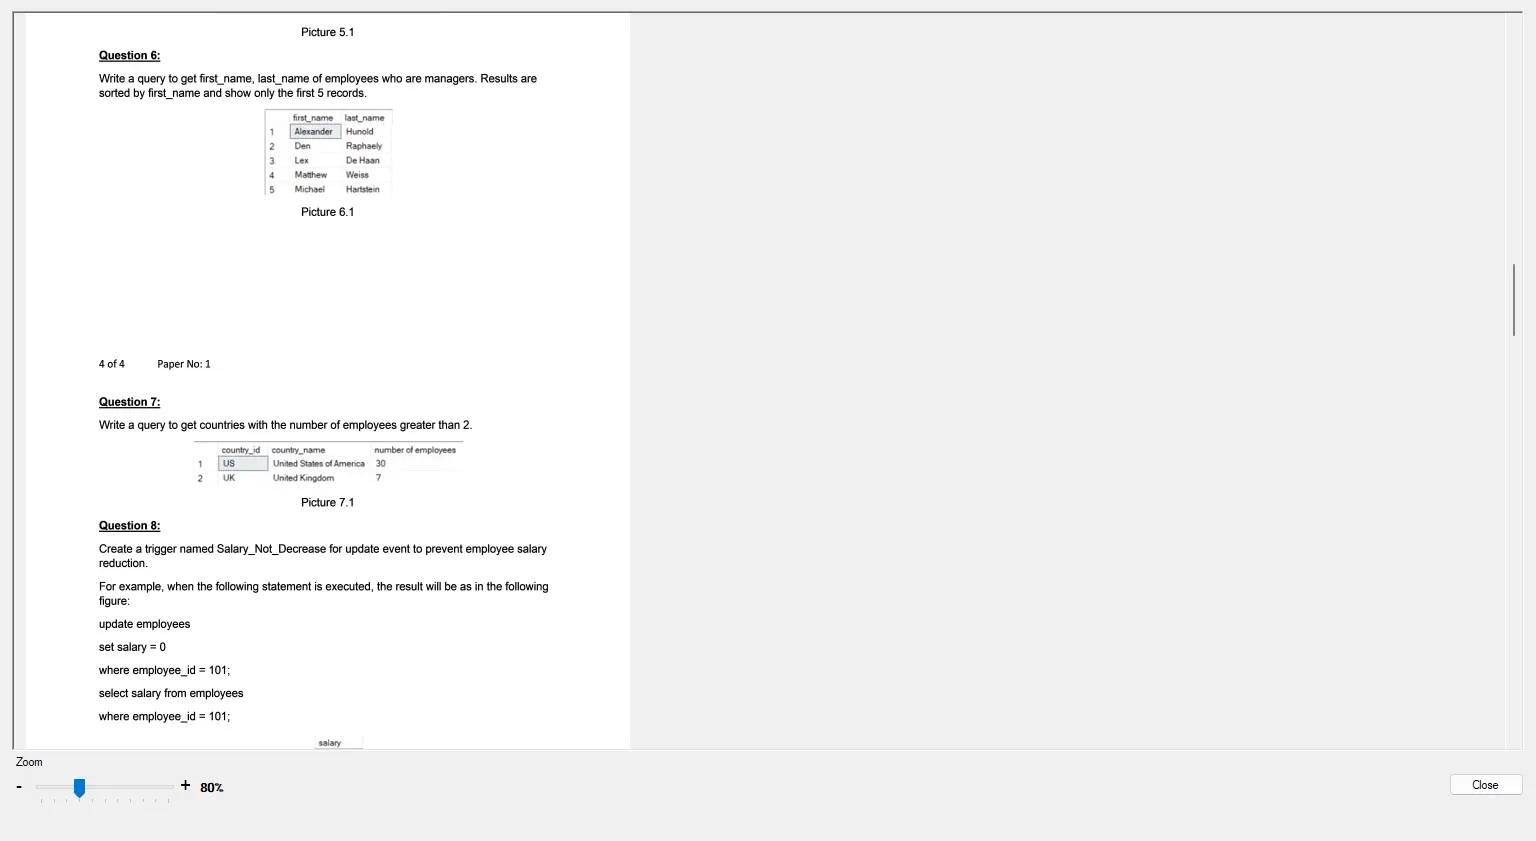 Picture 5.1
Question 6:
Write a query to get first_name, last_name of employees who are managers. Results are
sorted by first_name and show only the first 5 records.
first_name last_name
1 Alexander Hunold
2 Den Raphaely
3 Lex De Haan
4 Matthew Weiss
5 Michael Hartstein
Picture 6.1
4 of 4 Paper No: 1
Question 7:
Write a query to get countries with the number of employees greater than 2.
country_id country_name number of employees
1 US United States of America 30
2 UK United Kingdom 7
Picture 7.1
Question 8:
Create a trigger named Salary_Not_Decrease for update event to prevent employee salary
reduction.
For example, when the following statement is executed, the result will be as in the following
figure:
update employees
set salary = 0
where employee_id = 101;
select salary from employees
where employee_id = 101;
salary
Zoom
- + 80%
Close